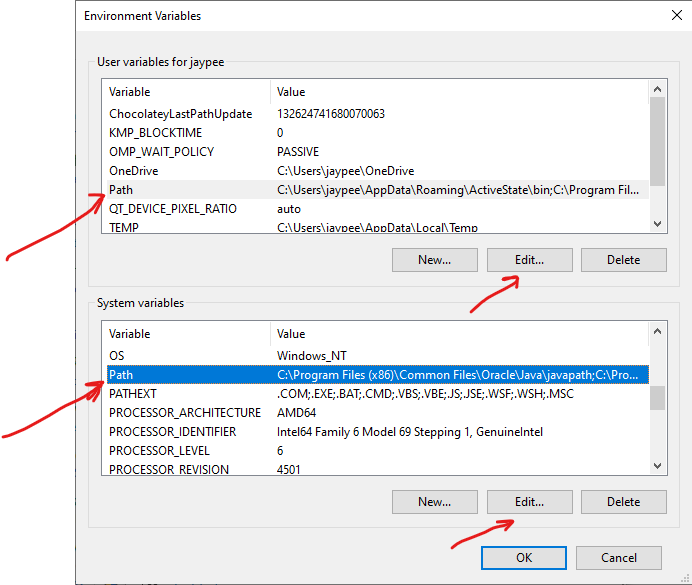 Environment Variables
User variables for jaypee
Variable Value
ChocolateyLastPathUpdate 132624741680070063
KMP_BLOCKTIME 0
OMP_WAIT_POLICY PASSIVE
OneDrive C:\Users\jaypee\OneDrive
Path C:\Users\jaypee\AppData\Roaming\ActiveState\bin;C:\Program Fil...
QT_DEVICE_PIXEL_RATIO auto
TEMP C:\Users\jaypee\AppData\Local\Temp
New... Edit... Delete
System variables
Variable Value
OS Windows_NT
Path C:\Program Files (x86)\Common Files\Oracle\Java\javapath;C:\Pro...
PATHEXT .COM;.EXE;.BAT;.CMD;.VBS;.VBE;.JS;.JSE;.WSF;.WSH;.MSC
PROCESSOR_ARCHITECTURE AMD64
PROCESSOR_IDENTIFIER Intel64 Family 6 Model 69 Stepping 1, GenuineIntel
PROCESSOR_LEVEL 6
PROCESSOR_REVISION 4501
New... Edit... Delete
OK Cancel